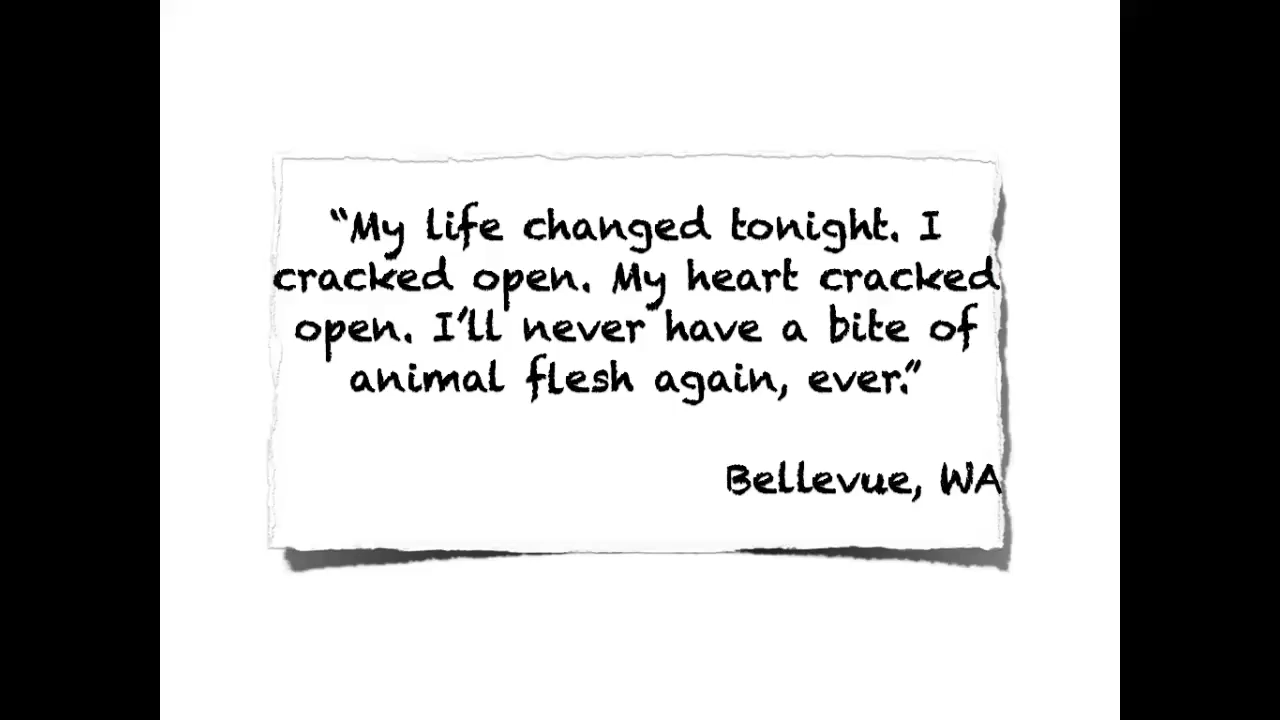 “My life changed tonight. I
cracked open. My heart cracked
open. I’ll never have a bite of
animal flesh again, ever.”
Bellevue, WA